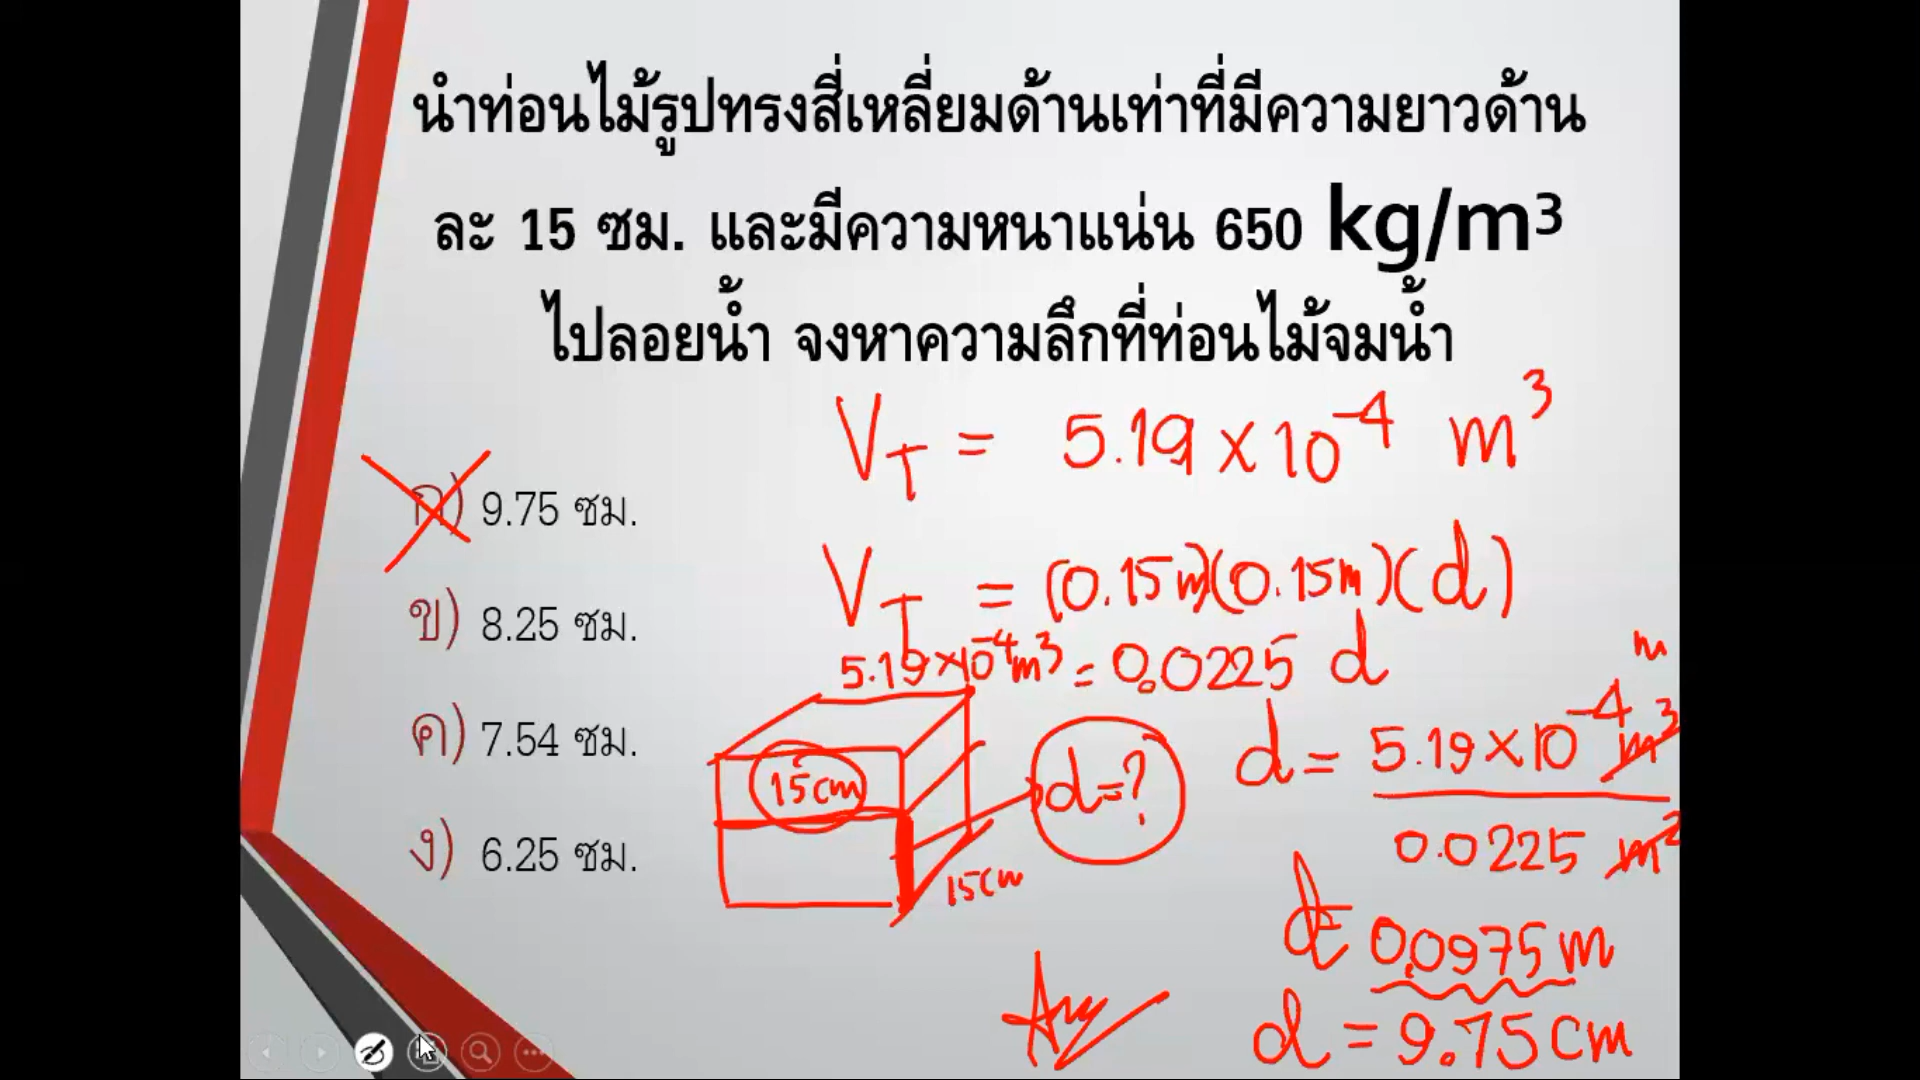 นำท่อนไม้รูปทรงสี่เหลี่ยมด้านเท่าที่มีความยาวด้าน
ละ 15 ซม. และมีความหนาแน่น 650 kg/m³
ไปลอยน้ำ จงหาความลึกที่ท่อนไม้จมน้ำ
ก) 9.75 ซม.
ข) 8.25 ซม.
ค) 7.54 ซม.
ง) 6.25 ซม.
V_T = 5.19 × 10⁻⁴ m³
V_T = (0.15m)(0.15m)(d)
5.19×10⁻⁴ m³ = 0.0225 d
15cm
15cm
d=?
m
d = 5.19 × 10⁻⁴ m³
0.0225 m²
d = 0.0975 m
d = 9.75 cm
Ans